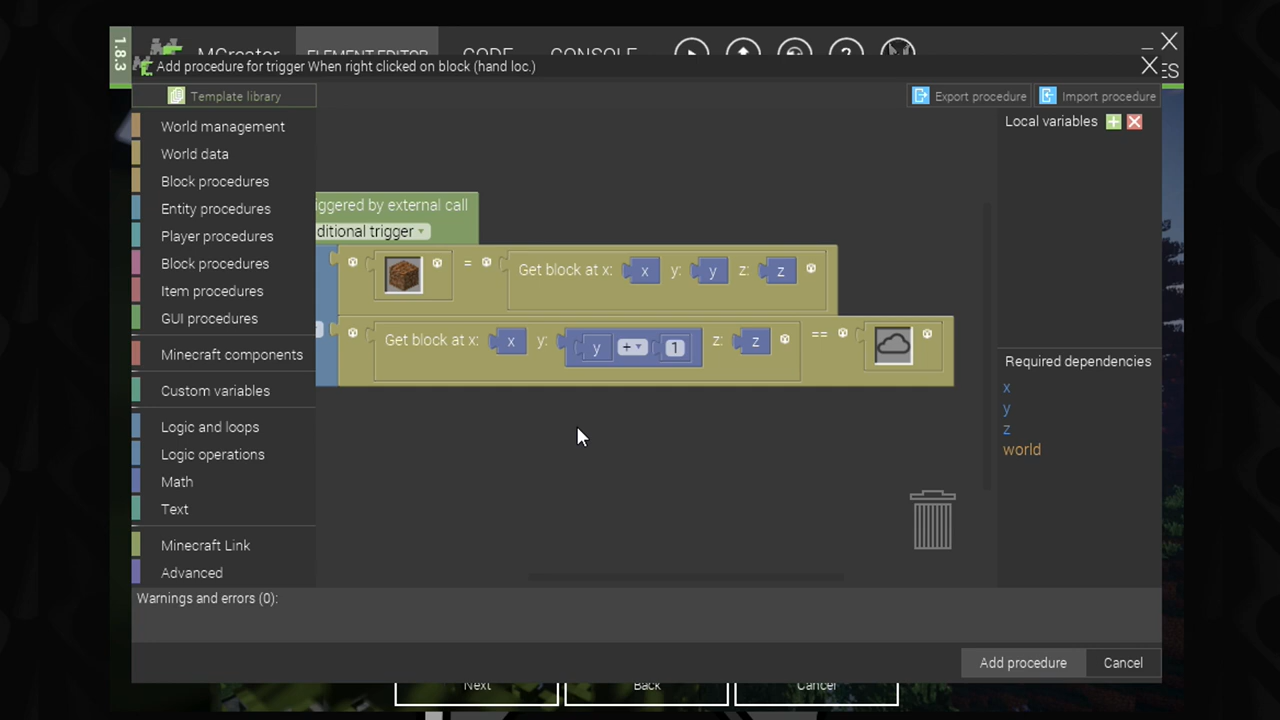 1.8.3
MCreator ELEMENT EDITOR CODE CONSOLE
Add procedure for trigger When right clicked on block (hand loc.)
ES
Template library
Export procedure
Import procedure
World management
World data
Block procedures
Entity procedures
Player procedures
Block procedures
Item procedures
GUI procedures
Minecraft components
Custom variables
Logic and loops
Logic operations
Math
Text
Minecraft Link
Advanced
iggered by external call
ditional trigger
= Get block at x: x y: y z: z
Get block at x: x y: y + 1 z: z ==
Local variables
Required dependencies
x
y
z
world
Warnings and errors (0):
Add procedure Cancel
Next Back Cancel